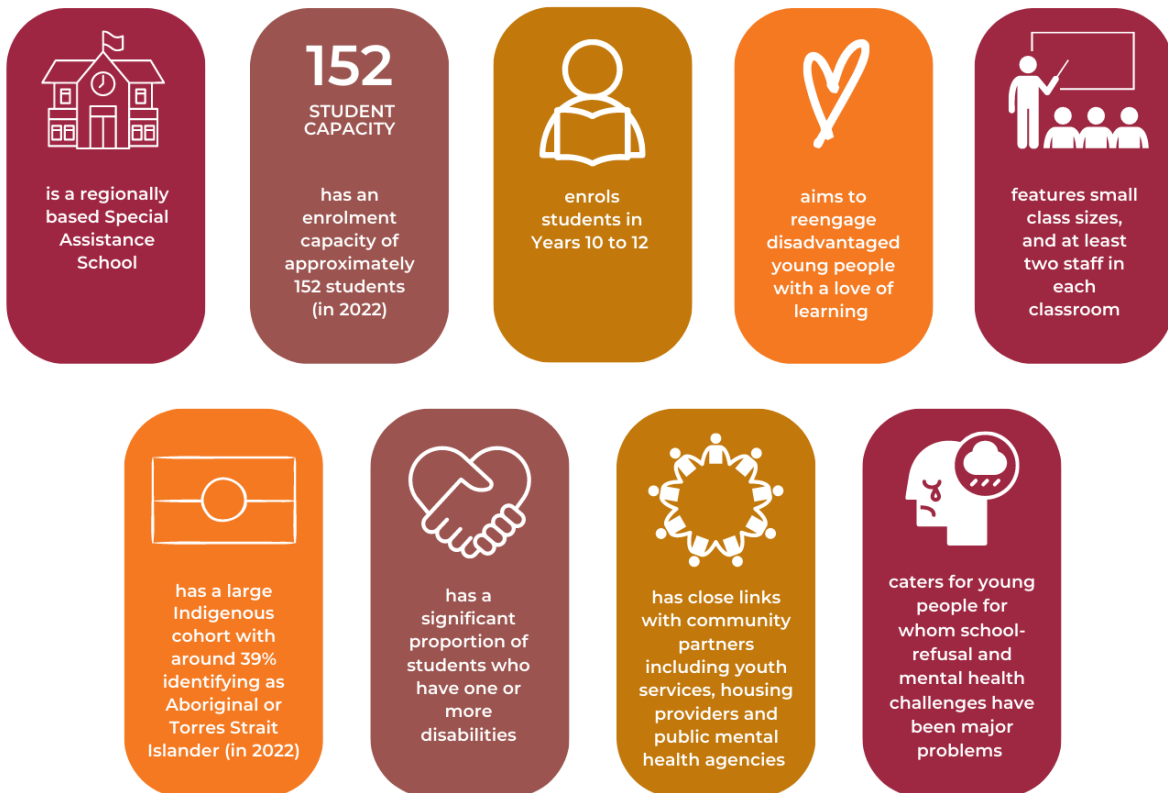 is a regionally
based Special
Assistance
School
152
STUDENT
CAPACITY
has an
enrolment
capacity of
approximately
152 students
(in 2022)
enrols
students in
Years 10 to 12
aims to
reengage
disadvantaged
young people
with a love of
learning
features small
class sizes,
and at least
two staff in
each
classroom
has a large
Indigenous
cohort with
around 39%
identifying as
Aboriginal or
Torres Strait
Islander (in 2022)
has a
significant
proportion of
students who
have one or
more
disabilities
has close links
with community
partners
including youth
services, housing
providers and
public mental
health agencies
caters for young
people for
whom school-
refusal and
mental health
challenges have
been major
problems